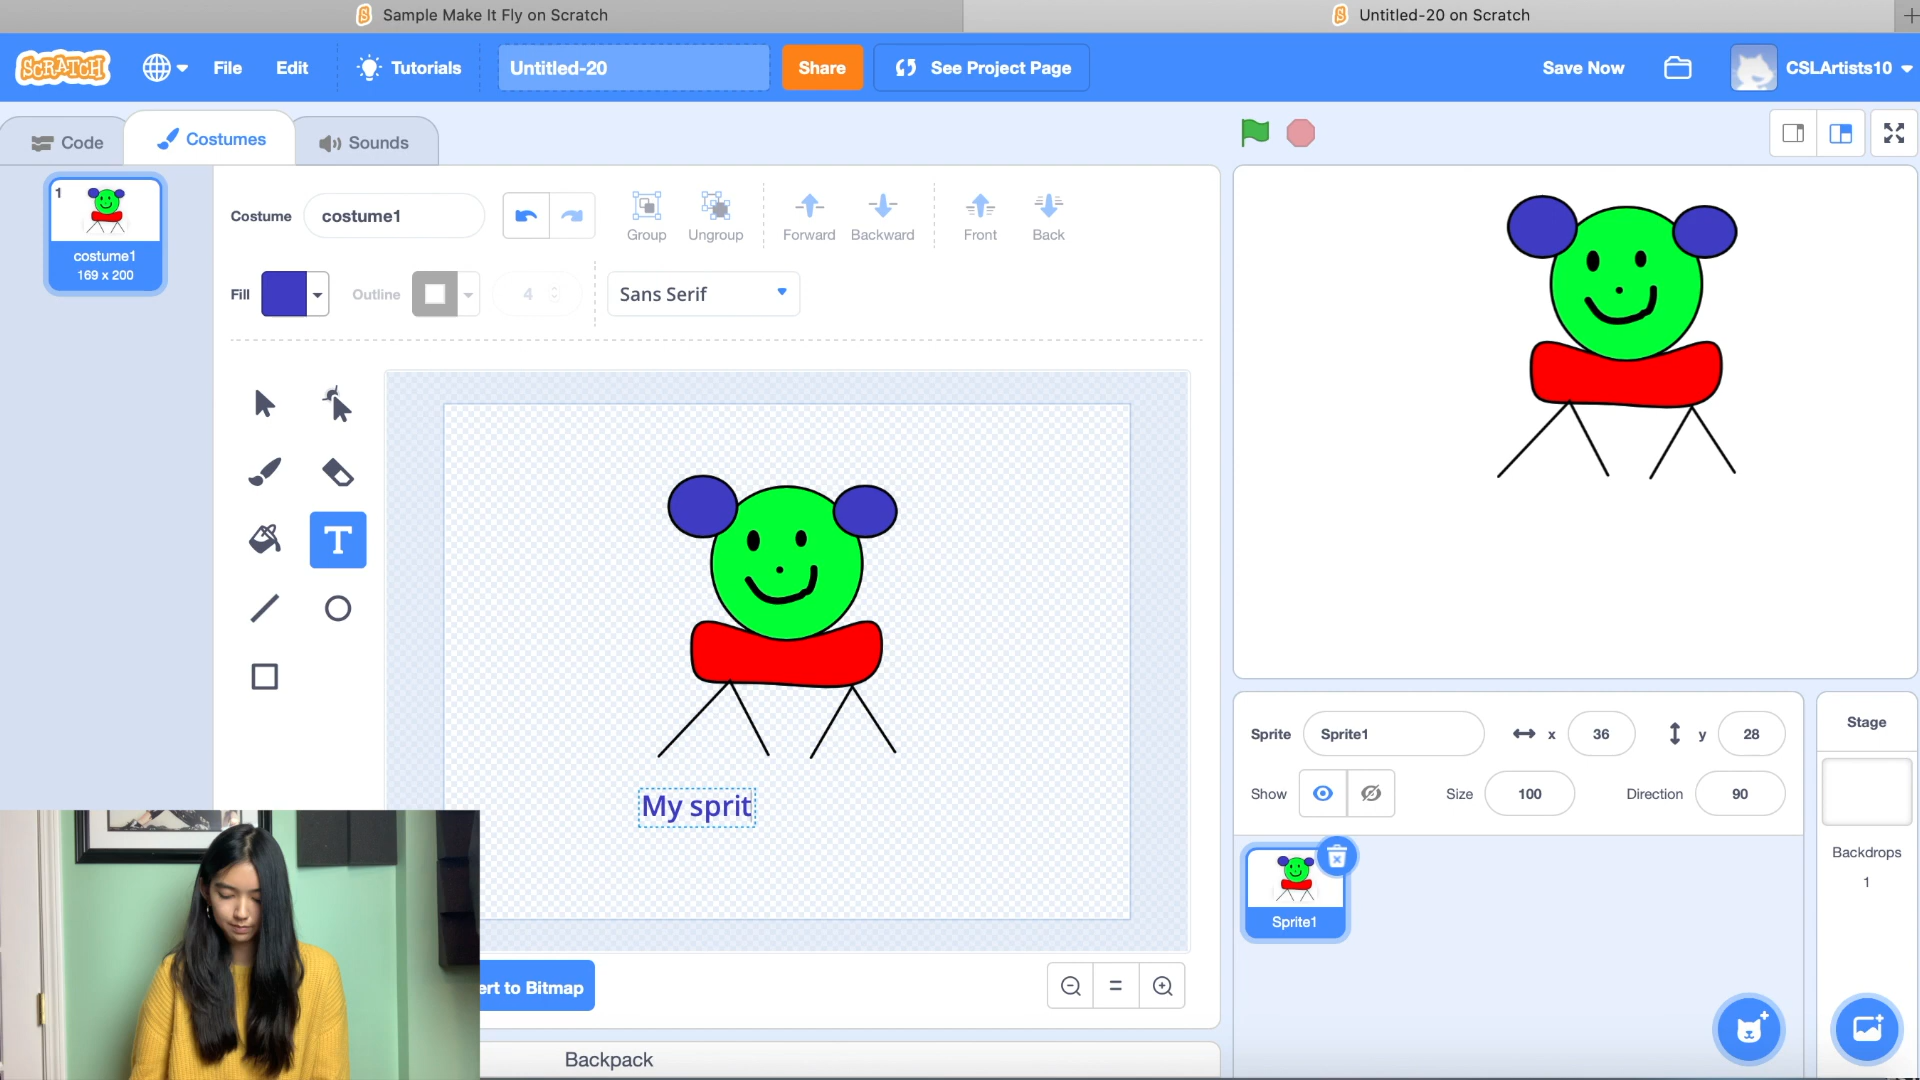 Sample Make It Fly on Scratch
Untitled-20 on Scratch
SCRATCH
File
Edit
Tutorials
Untitled-20
Share
See Project Page
Save Now
CSLArtists10
Code
Costumes
Sounds
1
costume1
169 x 200
Costume
costume1
Group
Ungroup
Forward
Backward
Front
Back
Fill
Outline
4
Sans Serif
T
My sprit
ert to Bitmap
Backpack
Sprite
Sprite1
x
36
y
28
Show
Size
100
Direction
90
Sprite1
Stage
Backdrops
1